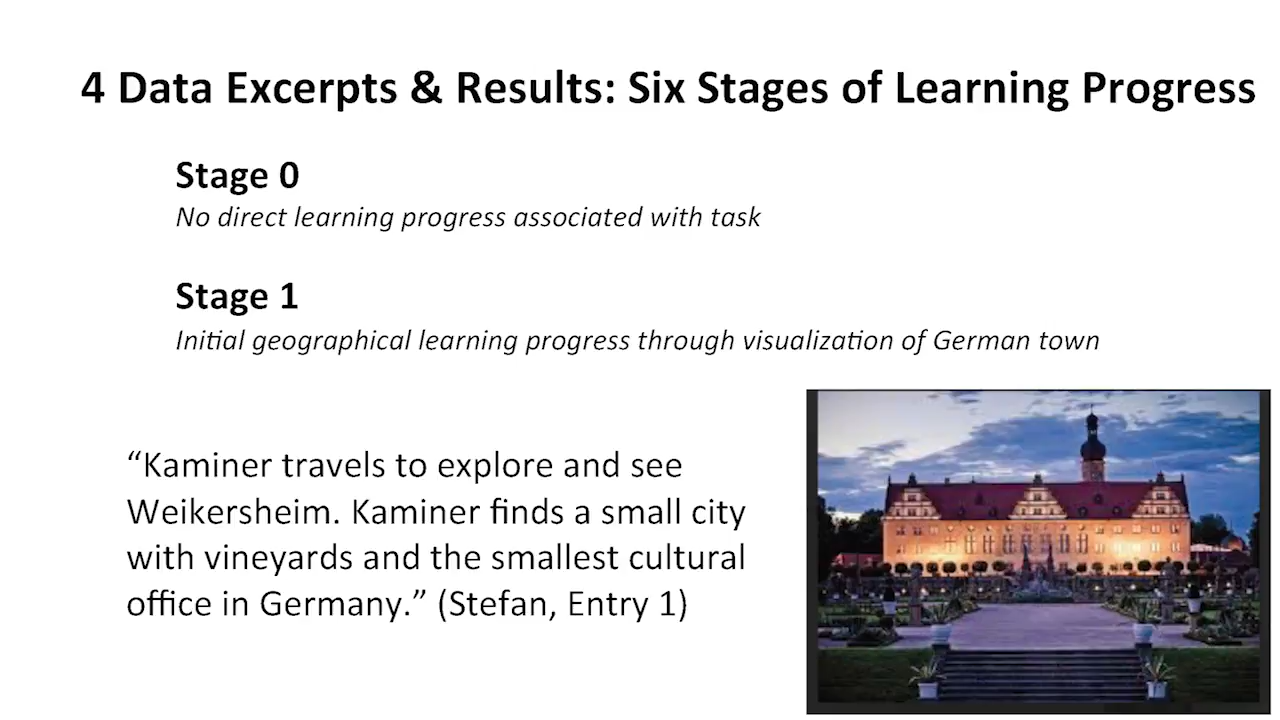 4 Data Excerpts & Results: Six Stages of Learning Progress
Stage 0
No direct learning progress associated with task
Stage 1
Initial geographical learning progress through visualization of German town
“Kaminer travels to explore and see
Weikersheim. Kaminer finds a small city
with vineyards and the smallest cultural
office in Germany.” (Stefan, Entry 1)